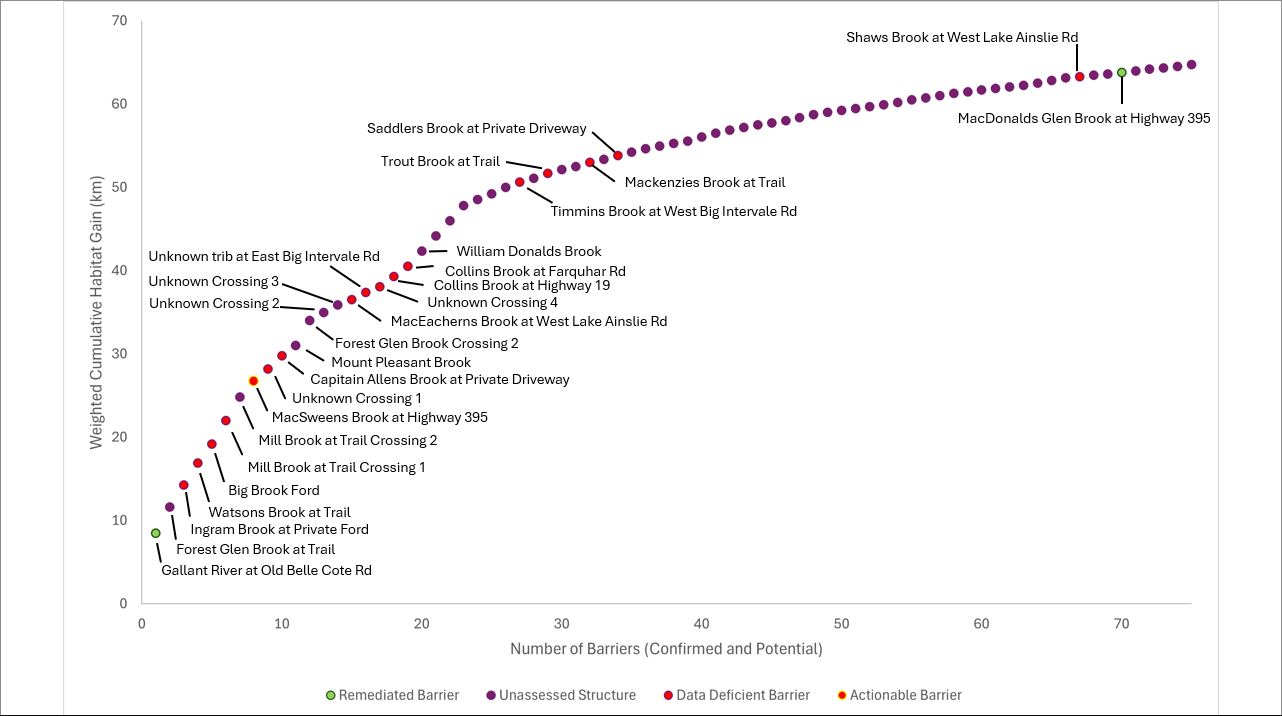 70
Shaws Brook at West Lake Ainslie Rd
60
MacDonalds Glen Brook at Highway 395
Saddlers Brook at Private Driveway
Trout Brook at Trail
Mackenzies Brook at Trail
50
Timmins Brook at West Big Intervale Rd
Weighted Cumulative Habitat Gain (km)
William Donalds Brook
Unknown trib at East Big Intervale Rd
40
Collins Brook at Farquhar Rd
Unknown Crossing 3
Collins Brook at Highway 19
Unknown Crossing 2
Unknown Crossing 4
MacEacherns Brook at West Lake Ainslie Rd
Forest Glen Brook Crossing 2
30
Mount Pleasant Brook
Capitain Allens Brook at Private Driveway
Unknown Crossing 1
MacSweens Brook at Highway 395
20
Mill Brook at Trail Crossing 2
Mill Brook at Trail Crossing 1
Big Brook Ford
Watsons Brook at Trail
10
Ingram Brook at Private Ford
Forest Glen Brook at Trail
Gallant River at Old Belle Cote Rd
0
0 10 20 30 40 50 60 70
Number of Barriers (Confirmed and Potential)
Remediated Barrier Unassessed Structure Data Deficient Barrier Actionable Barrier